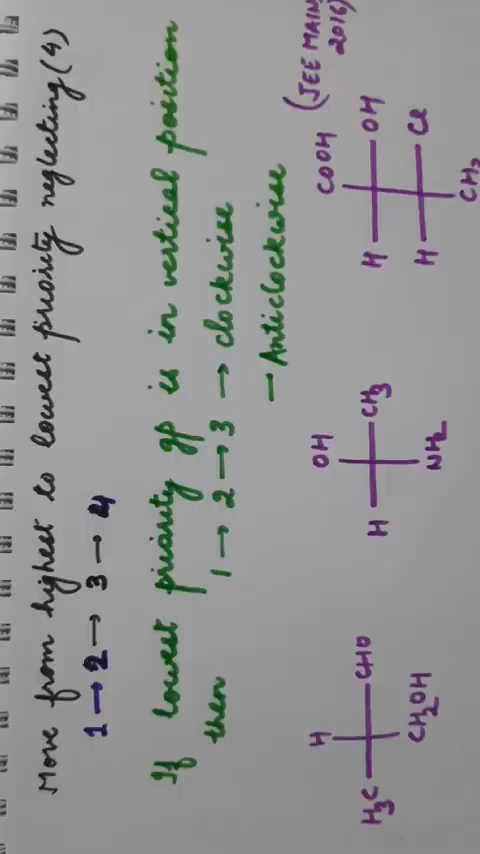 Move from highest to lowest priority neglecting (4)
1 → 2 → 3 → 4
If lowest priority gp is in vertical position
then 1 → 2 → 3 → clockwise
→ Anticlockwise
H
H₃C CHO
CH₂OH
OH
H CH₃
NH₂
COOH (JEE MAIN 2016)
H OH
H Cl
CH₃